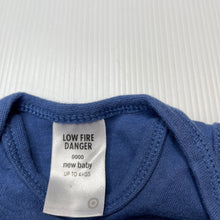 LOW FIRE
DANGER
0000
new baby
UP TO 4KGS